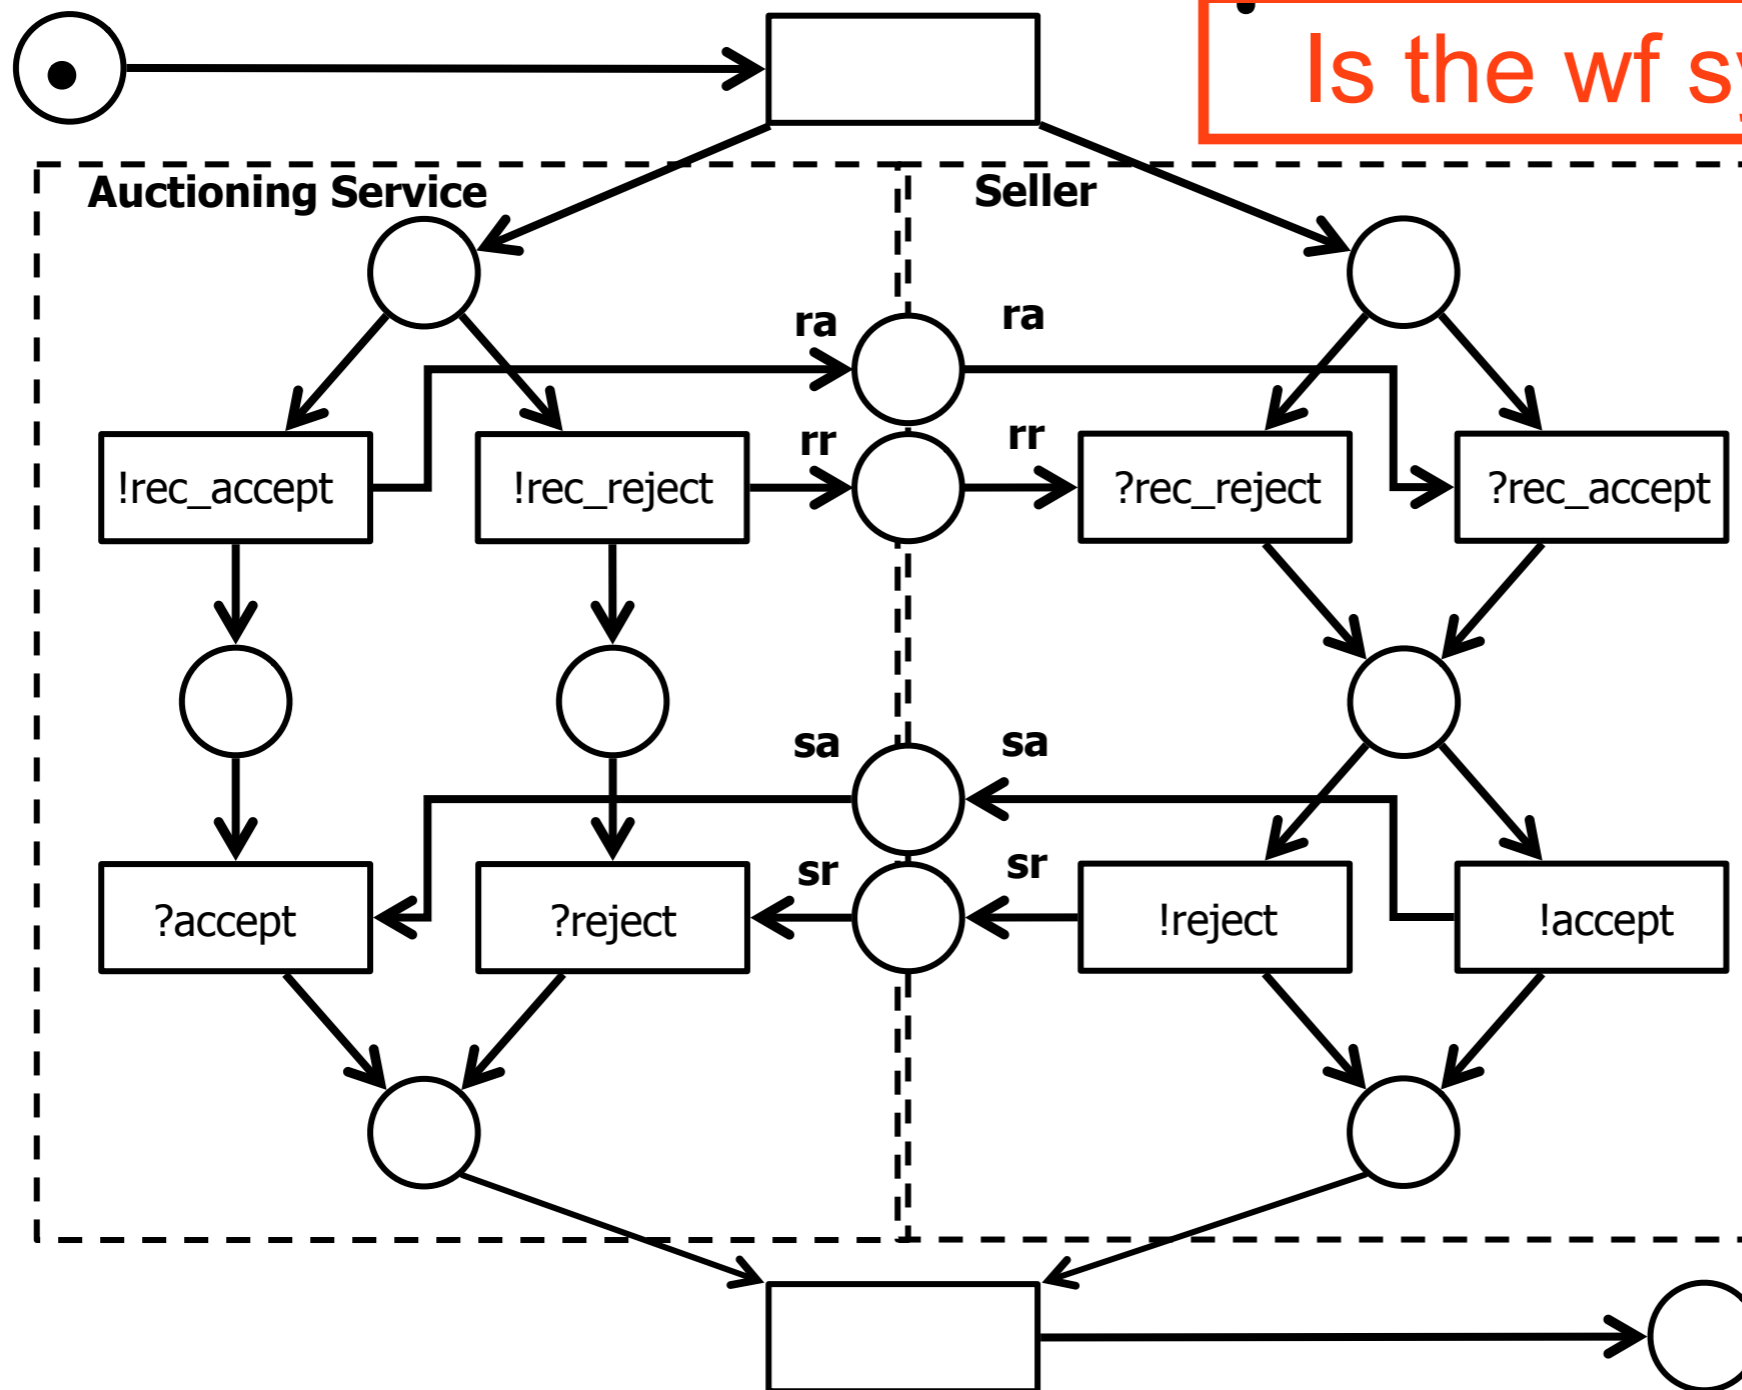 Is the wf
Auctioning Service
Seller
ra
ra
rr
rr
!rec_accept
!rec_reject
?rec_reject
?rec_accept
sa
sa
sr
sr
?accept
?reject
!reject
!accept